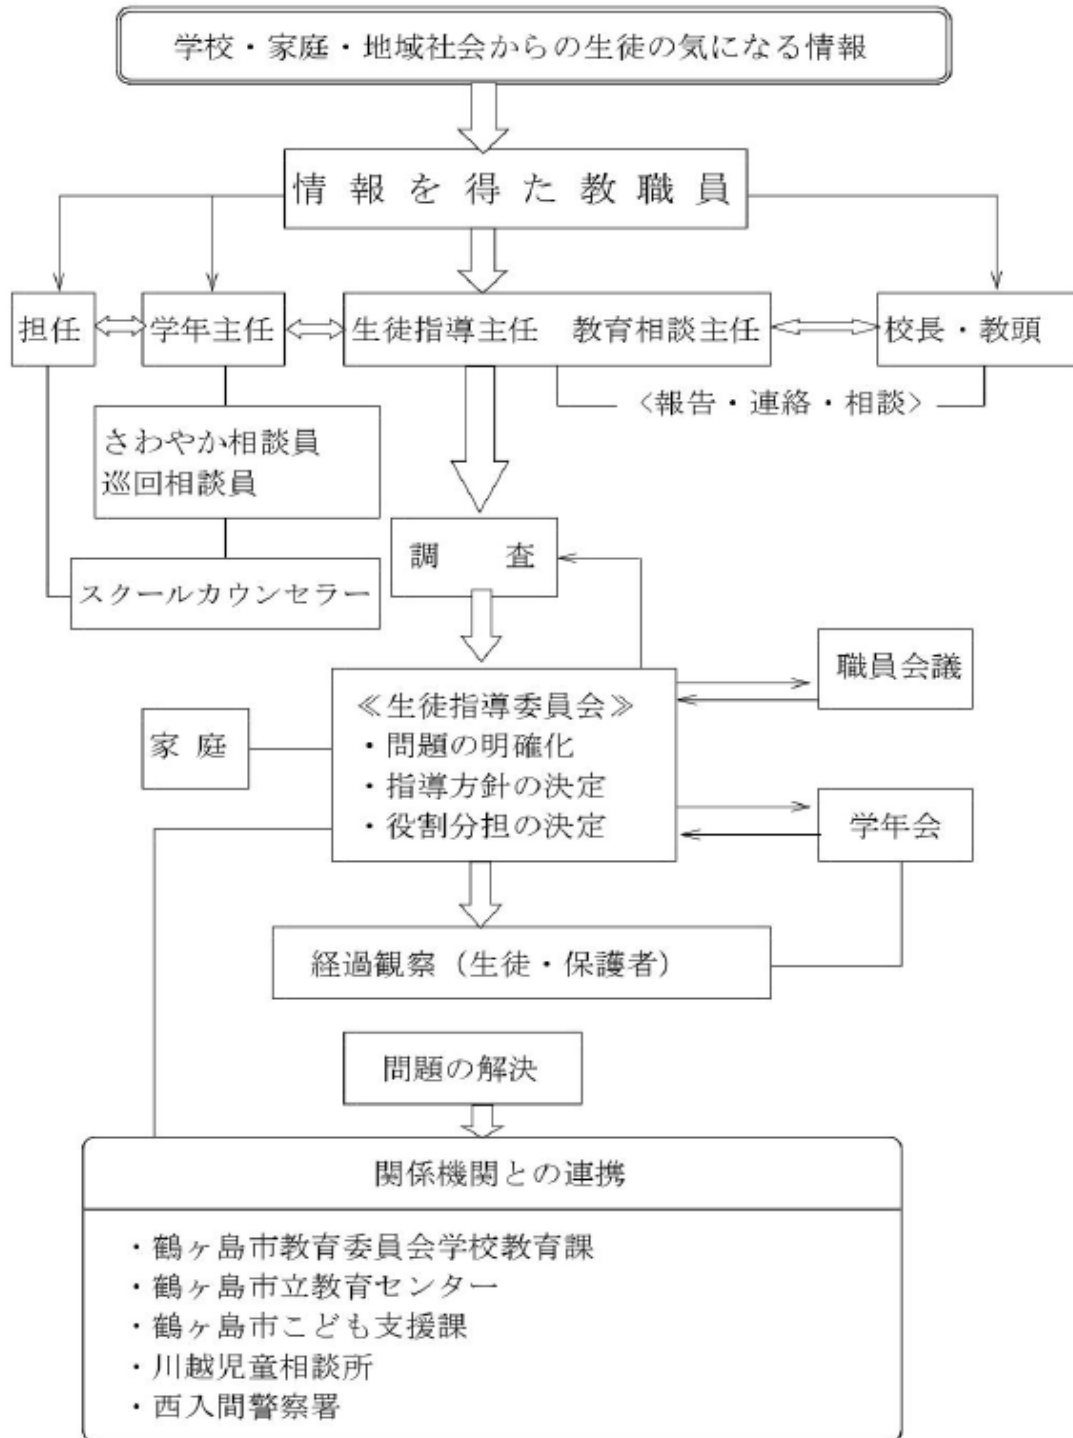 学校・家庭・地域社会からの生徒の気になる情報
情報を得た教職員
担任
学年主任
生徒指導主任　教育相談主任
校長・教頭
<報告・連絡・相談>
さわやか相談員
巡回相談員
スクールカウンセラー
調　査
職員会議
≪生徒指導委員会≫
・問題の明確化
・指導方針の決定
・役割分担の決定
家庭
学年会
経過観察（生徒・保護者）
問題の解決
関係機関との連携
・鶴ヶ島市教育委員会学校教育課
・鶴ヶ島市立教育センター
・鶴ヶ島市こども支援課
・川越児童相談所
・西入間警察署